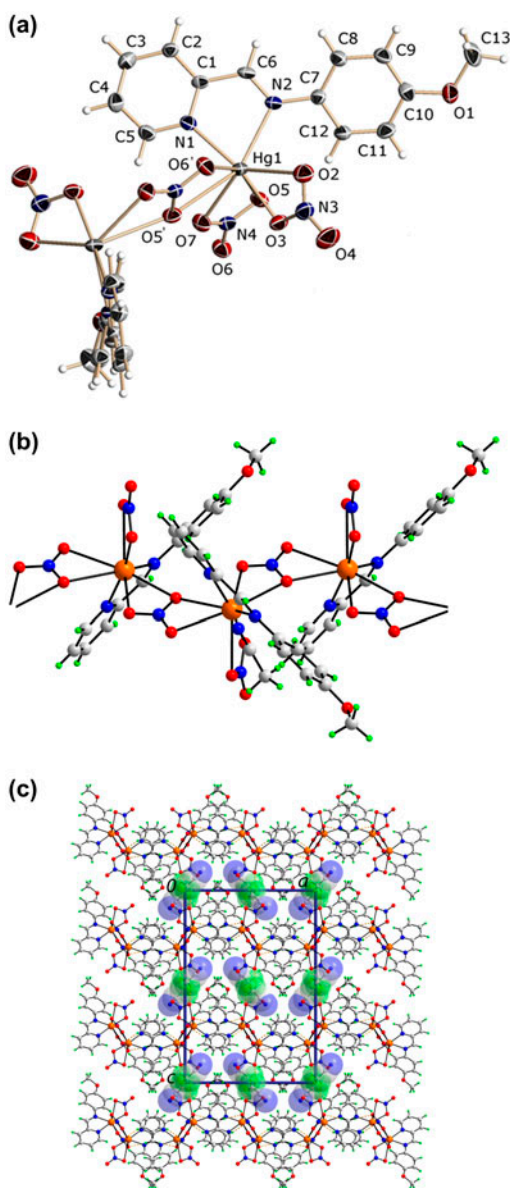 (a)
C3 C2 C8 C9 C13
C4 C1 C6 N2 C7
C5 N1 C12 C11 C10 O1
O6' Hg1 O2
O5 N3
O5' O7 N4 O3 O4
O6
(b)
(c)
0 a
c